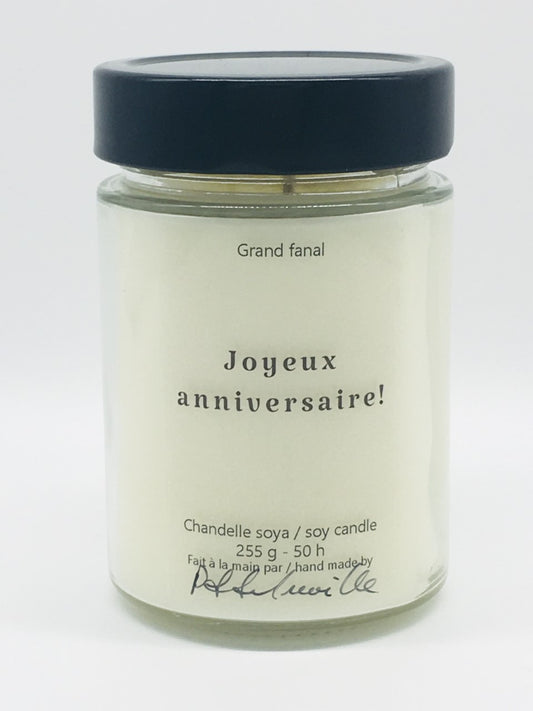 Grand fanal
Joyeux
anniversaire!
Chandelle soya / soy candle
255 g - 50 h
Fait à la main par / hand made by